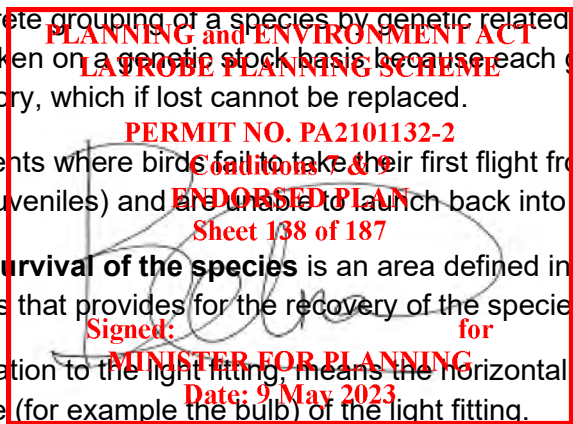 ete grouping of a species by genetic related
PLANNING and ENVIRONMENT ACT
ken on a genetic stock basis because each g
LATROBE PLANNING SCHEME
ry, which if lost cannot be replaced.
PERMIT NO. PA2101132-2
nts where birds fail to take their first flight fro
Conditions 7 & 9
uveniles) and are unable to launch back into
ENDORSED PLAN
Sheet 138 of 187
urvival of the species is an area defined in
s that provides for the recovery of the specie
Signed: for
ation to the light fitting, means the horizontal
MINISTER FOR PLANNING
Date: 9 May 2023
e (for example the bulb) of the light fitting.